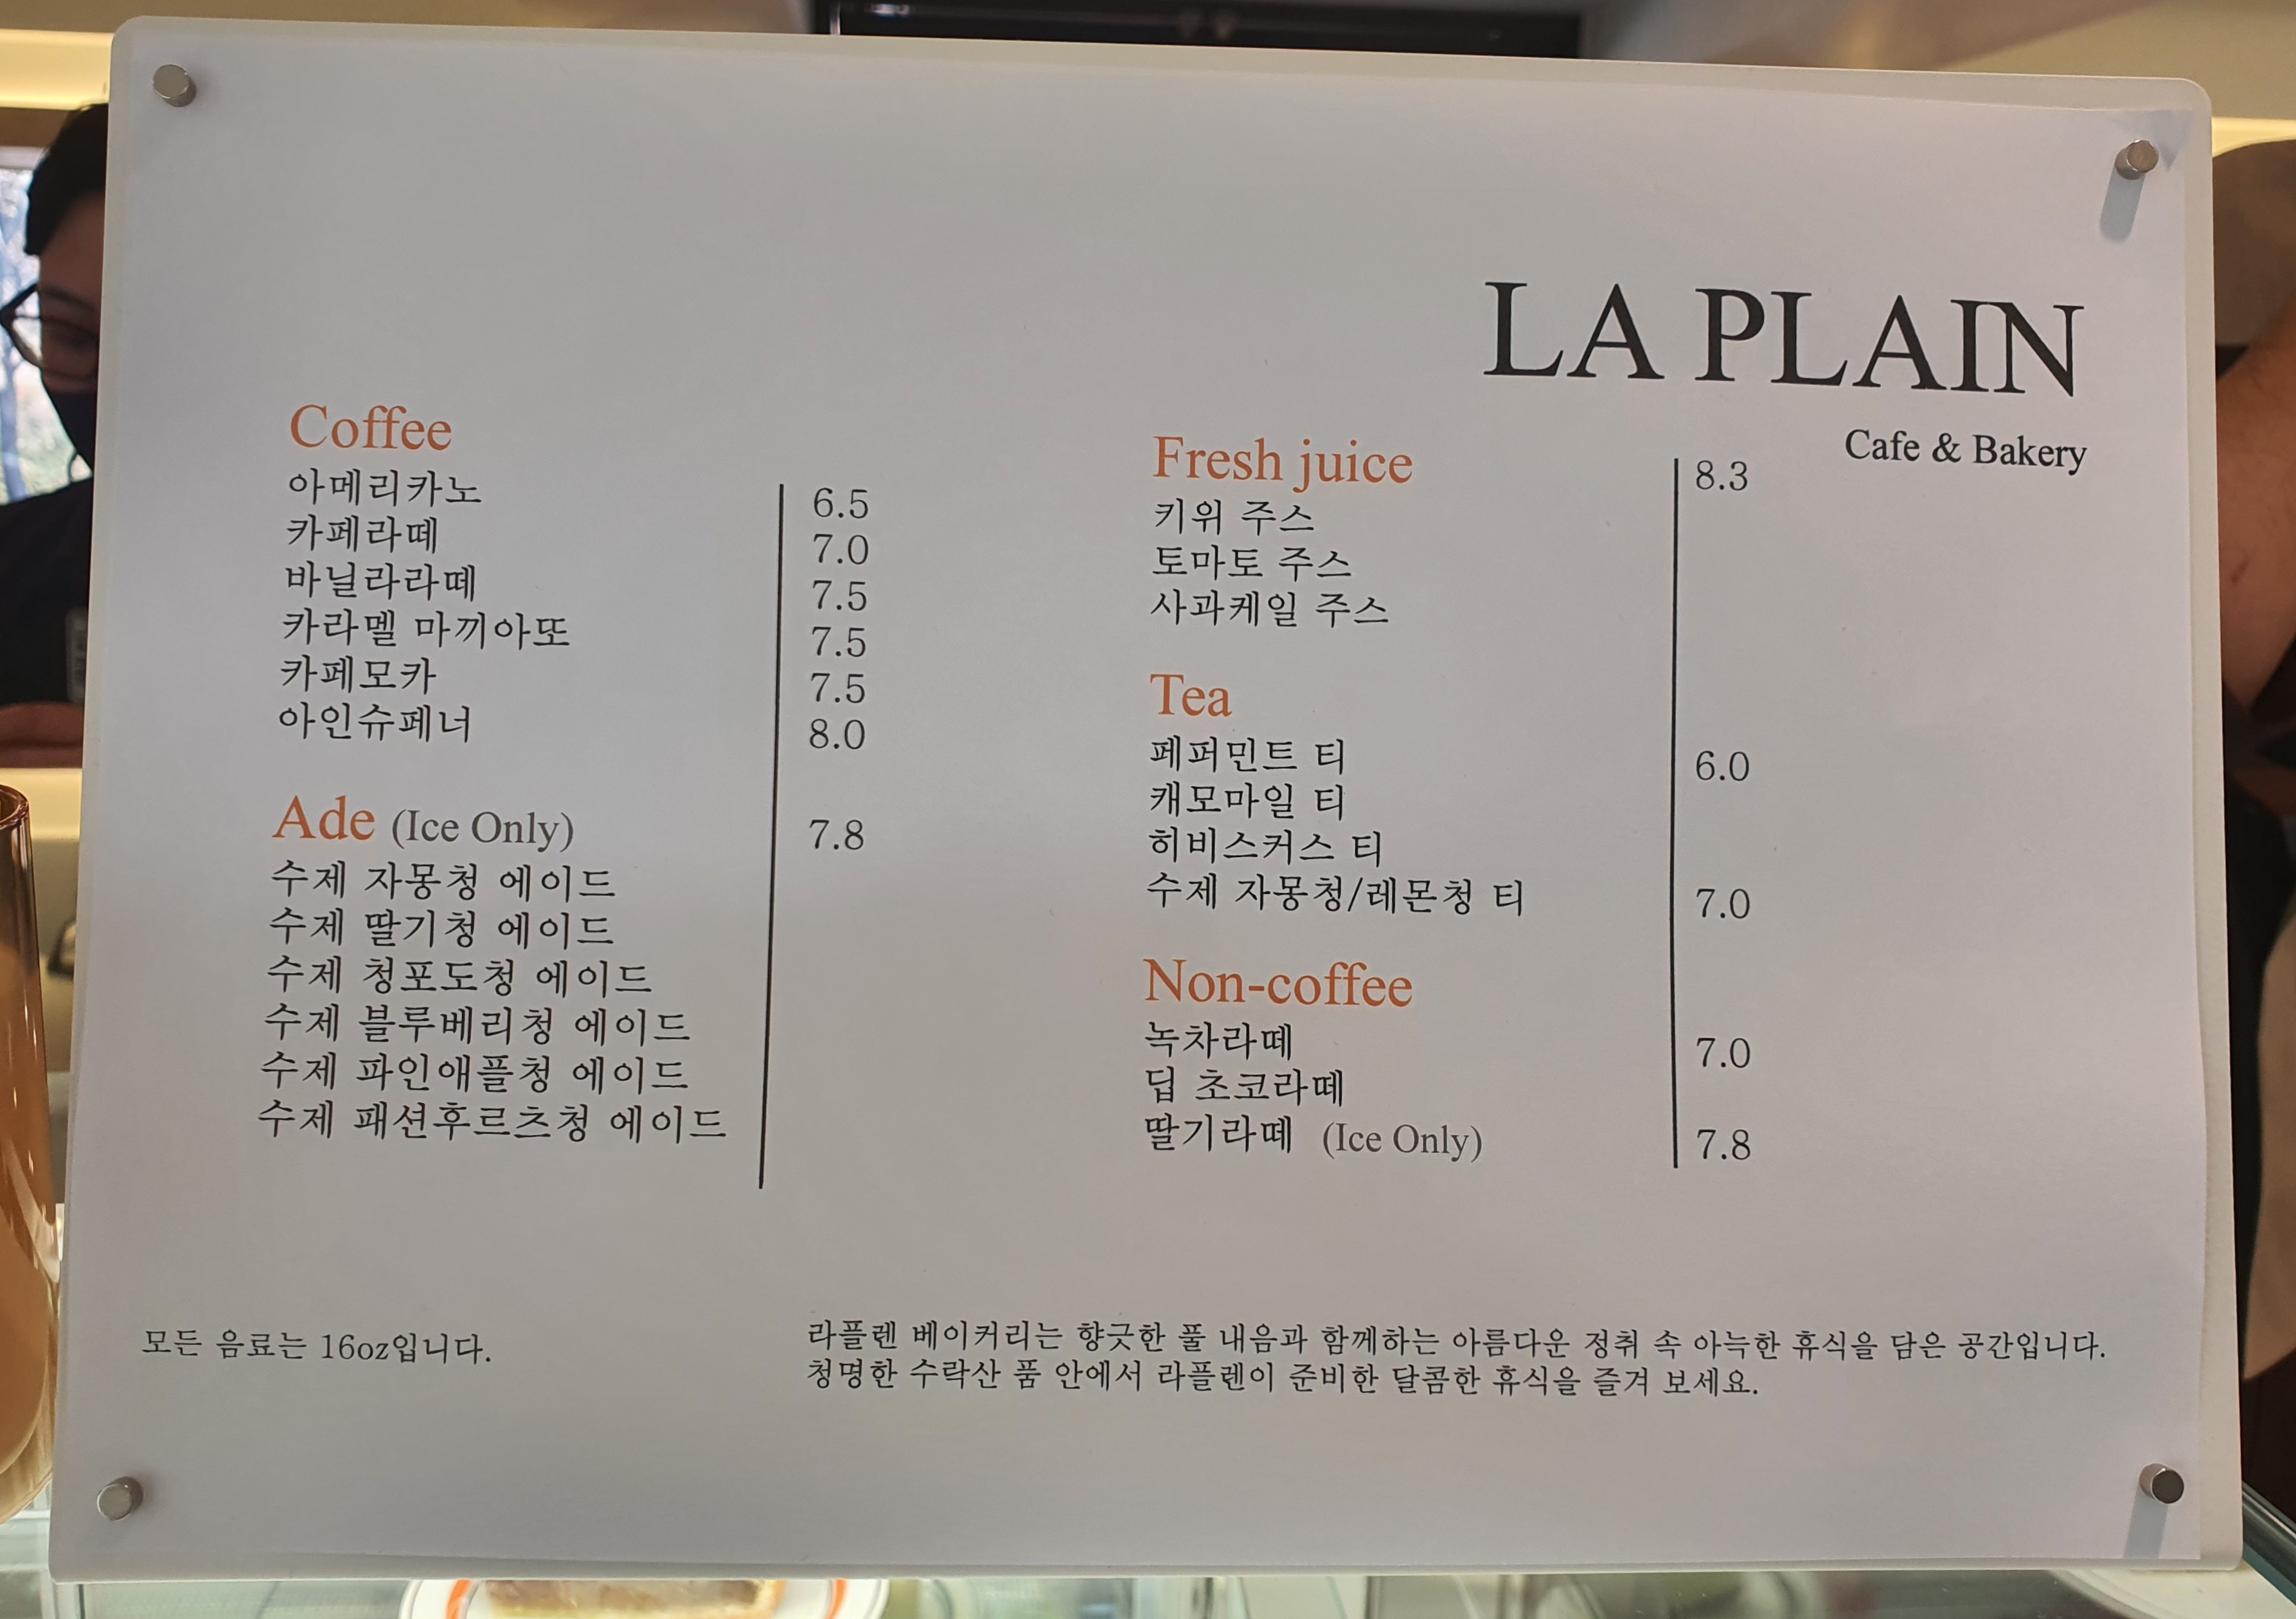 LA PLAIN
Cafe & Bakery
Coffee
아메리카노 6.5
카페라떼 7.0
바닐라라떼 7.5
카라멜 마끼아또 7.5
카페모카 7.5
아인슈페너 8.0
Ade (Ice Only) 7.8
수제 자몽청 에이드
수제 딸기청 에이드
수제 청포도청 에이드
수제 블루베리청 에이드
수제 파인애플청 에이드
수제 패션후르츠청 에이드
Fresh juice 8.3
키위 주스
토마토 주스
사과케일 주스
Tea
페퍼민트 티 6.0
캐모마일 티
히비스커스 티
수제 자몽청/레몬청 티 7.0
Non-coffee
녹차라떼 7.0
딥 초코라떼
딸기라떼 (Ice Only) 7.8
모든 음료는 16oz입니다.
라플렌 베이커리는 향긋한 풀 내음과 함께하는 아름다운 정취 속 아늑한 휴식을 담은 공간입니다.
청명한 수락산 품 안에서 라플렌이 준비한 달콤한 휴식을 즐겨 보세요.